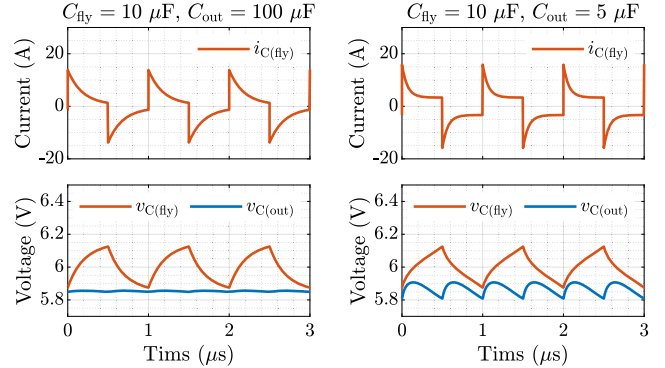 C_fly = 10 μF, C_out = 100 μF
C_fly = 10 μF, C_out = 5 μF
Current (A)
20
0
-20
i_C(fly)
Current (A)
20
0
-20
i_C(fly)
Voltage (V)
6.4
6.2
6
5.8
v_C(fly) v_C(out)
0 1 2 3
Tims (μs)
Voltage (V)
6.4
6.2
6
5.8
v_C(fly) v_C(out)
0 1 2 3
Tims (μs)